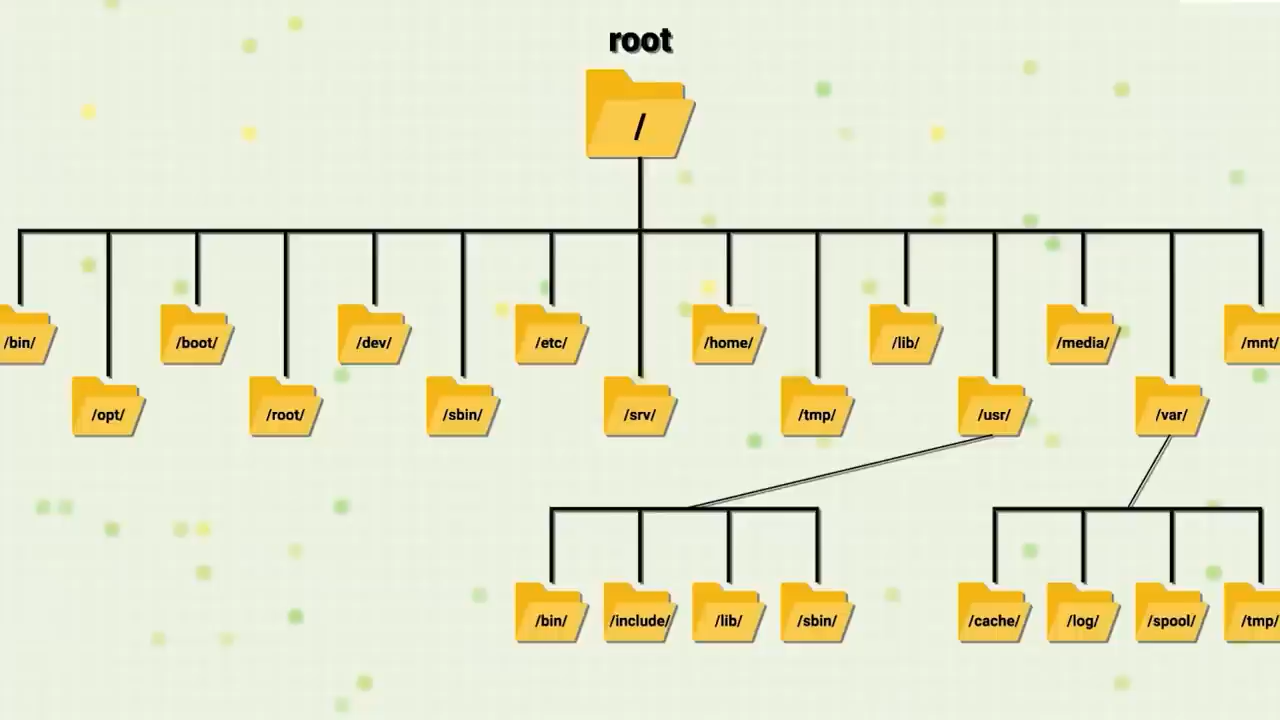 root
/
/bin/
/boot/
/dev/
/etc/
/home/
/lib/
/media/
/mnt/
/opt/
/root/
/sbin/
/srv/
/tmp/
/usr/
/var/
/bin/
/include/
/lib/
/sbin/
/cache/
/log/
/spool/
/tmp/